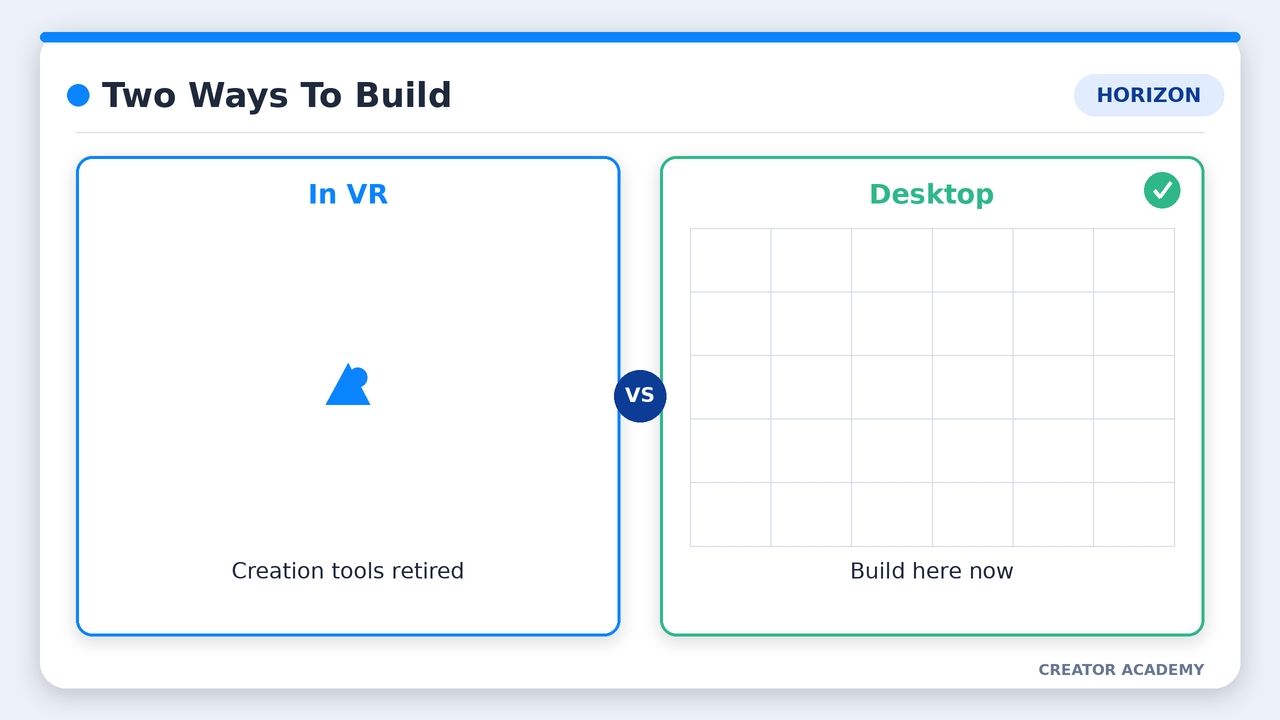 Two Ways To Build
HORIZON
In VR
Creation tools retired
VS
Desktop
Build here now
CREATOR ACADEMY